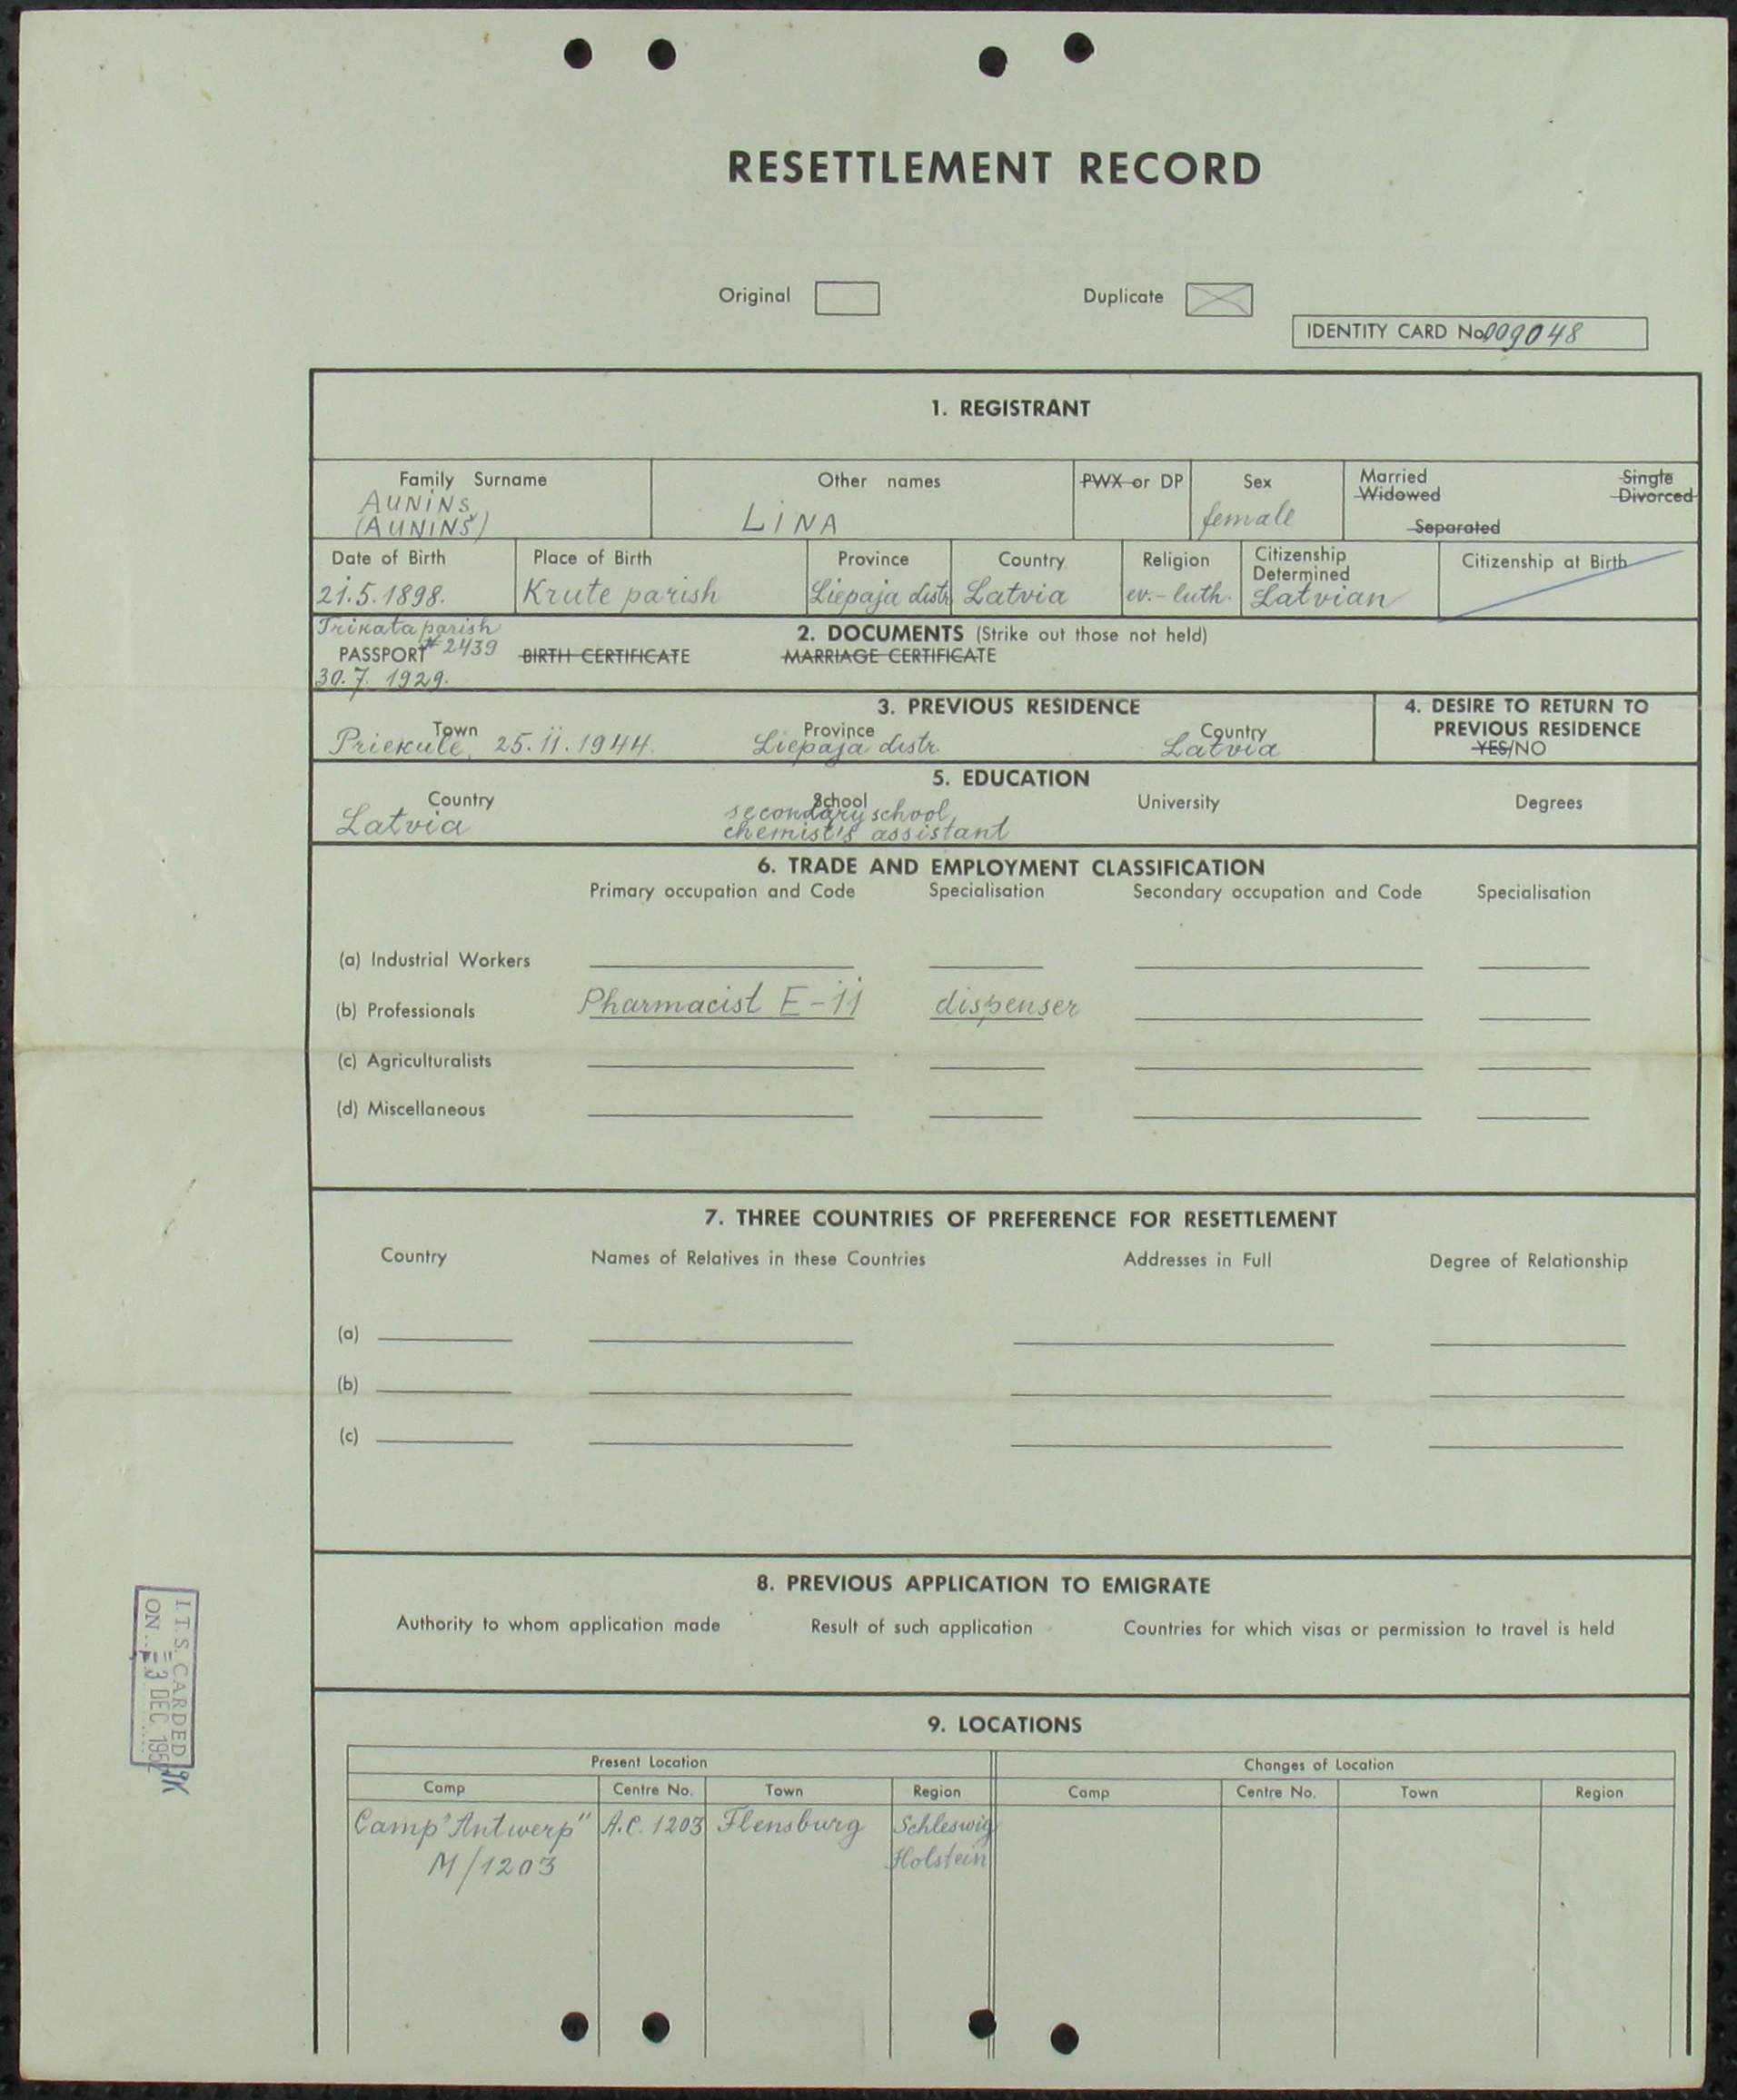 RESETTLEMENT RECORD
Original Duplicate
IDENTITY CARD No. 009048
1. REGISTRANT
Family Surname Other names PWX or DP Sex Married Single
Widowed Divorced
Separated
AUNINS LINA female
(AUNIŅŠ)
Date of Birth Place of Birth Province Country Religion Citizenship Determined Citizenship at Birth
21.5.1898. Krute parish Liepaja distr. Latvia ev.-luth. Latvian
Trikata parish
2. DOCUMENTS (Strike out those not held)
PASSPORT № 2439 BIRTH CERTIFICATE MARRIAGE CERTIFICATE
30.7. 1929.
3. PREVIOUS RESIDENCE
Town Province Country
Priekule, 25.11.1944. Liepaja distr. Latvia
4. DESIRE TO RETURN TO
PREVIOUS RESIDENCE
YES/NO
5. EDUCATION
Country School University Degrees
Latvia secondary school,
chemist's assistant
6. TRADE AND EMPLOYMENT CLASSIFICATION
Primary occupation and Code Specialisation Secondary occupation and Code Specialisation
(a) Industrial Workers
(b) Professionals Pharmacist E-11 dispenser
(c) Agriculturalists
(d) Miscellaneous
7. THREE COUNTRIES OF PREFERENCE FOR RESETTLEMENT
Country Names of Relatives in these Countries Addresses in Full Degree of Relationship
(a)
(b)
(c)
8. PREVIOUS APPLICATION TO EMIGRATE
Authority to whom application made Result of such application Countries for which visas or permission to travel is held
I.T.S. CARDED
ON 3 DEC
9. LOCATIONS
Present Location Changes of Location
Camp Centre No. Town Region Camp Centre No. Town Region
Camp "Antwerp" A.C. 1203 Flensburg Schleswig
M/1203 Holstein